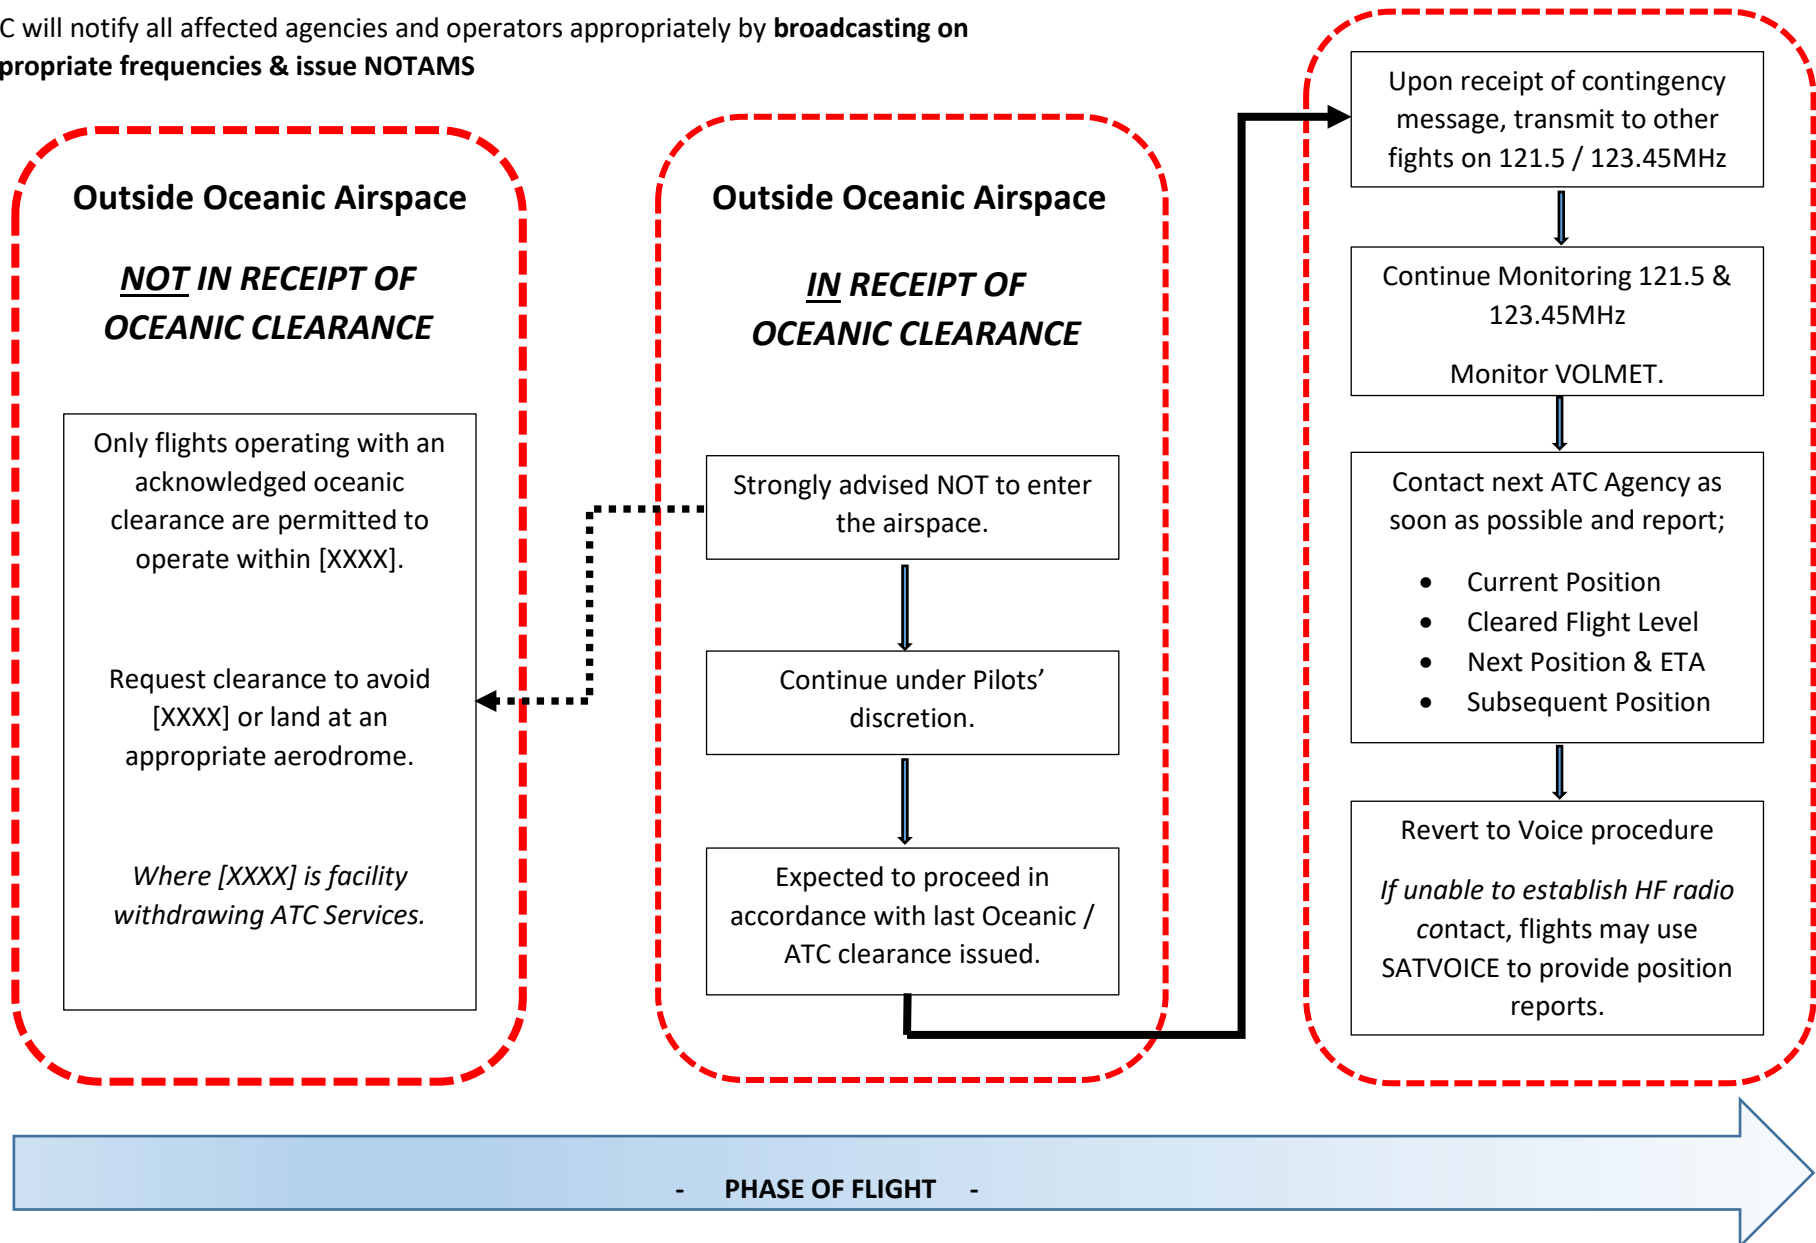 C will notify all affected agencies and operators appropriately by broadcasting on
propriate frequencies & issue NOTAMS
Outside Oceanic Airspace
NOT IN RECEIPT OF
OCEANIC CLEARANCE
Only flights operating with an
acknowledged oceanic
clearance are permitted to
operate within [XXXX].
Request clearance to avoid
[XXXX] or land at an
appropriate aerodrome.
Where [XXXX] is facility
withdrawing ATC Services.
Outside Oceanic Airspace
IN RECEIPT OF
OCEANIC CLEARANCE
Strongly advised NOT to enter
the airspace.
Continue under Pilots’
discretion.
Expected to proceed in
accordance with last Oceanic /
ATC clearance issued.
Upon receipt of contingency
message, transmit to other
fights on 121.5 / 123.45MHz
Continue Monitoring 121.5 &
123.45MHz
Monitor VOLMET.
Contact next ATC Agency as
soon as possible and report;
• Current Position
• Cleared Flight Level
• Next Position & ETA
• Subsequent Position
Revert to Voice procedure
If unable to establish HF radio
contact, flights may use
SATVOICE to provide position
reports.
- PHASE OF FLIGHT -